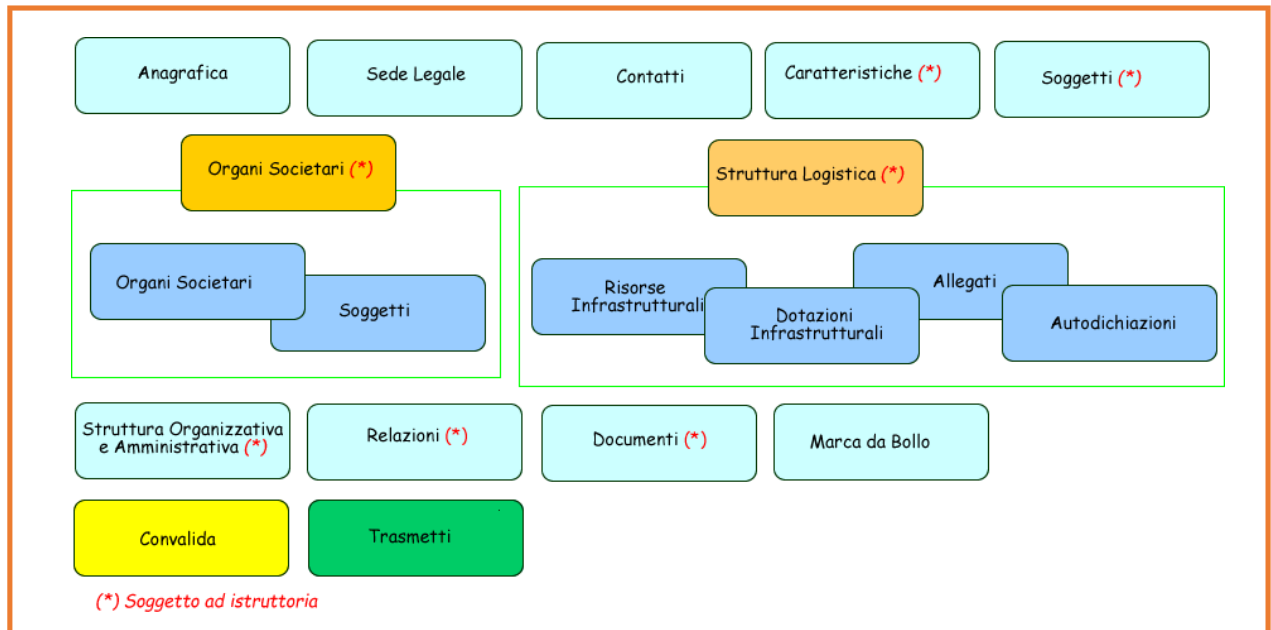 Anagrafica
Sede Legale
Contatti
Caratteristiche (*)
Soggetti (*)
Organi Societari (*)
Struttura Logistica (*)
Organi Societari
Soggetti
Risorse
Infrastrutturali
Dotazioni
Infrastrutturali
Allegati
Autodichiazioni
Struttura Organizzativa
e Amministrativa (*)
Relazioni (*)
Documenti (*)
Marca da Bollo
Convalida
Trasmetti
(*) Soggetto ad istruttoria